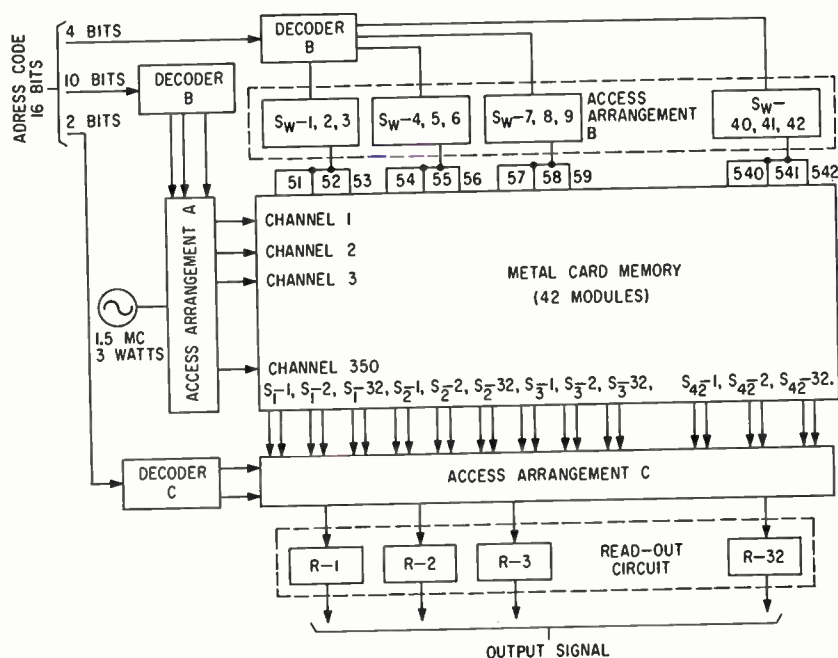 ADRESS CODE
16 BITS
4 BITS
10 BITS
2 BITS
DECODER
B
DECODER
B
SW-1, 2, 3
SW-4, 5, 6
SW-7, 8, 9
ACCESS
ARRANGEMENT
B
SW-
40, 41, 42
51 52 53 54 55 56 57 58 59 540 541 542
ACCESS ARRANGEMENT A
1.5 MC
3 WATTS
CHANNEL 1
CHANNEL 2
CHANNEL 3
METAL CARD MEMORY
(42 MODULES)
CHANNEL 350
S1-1, S1-2, S1-32, S2-1, S2-2, S2-32, S3-1, S3-2, S3-32, S42-1, S42-2, S42-32.
DECODER
C
ACCESS ARRANGEMENT C
R-1 R-2 R-3 READ-OUT
CIRCUIT
R-32
OUTPUT SIGNAL